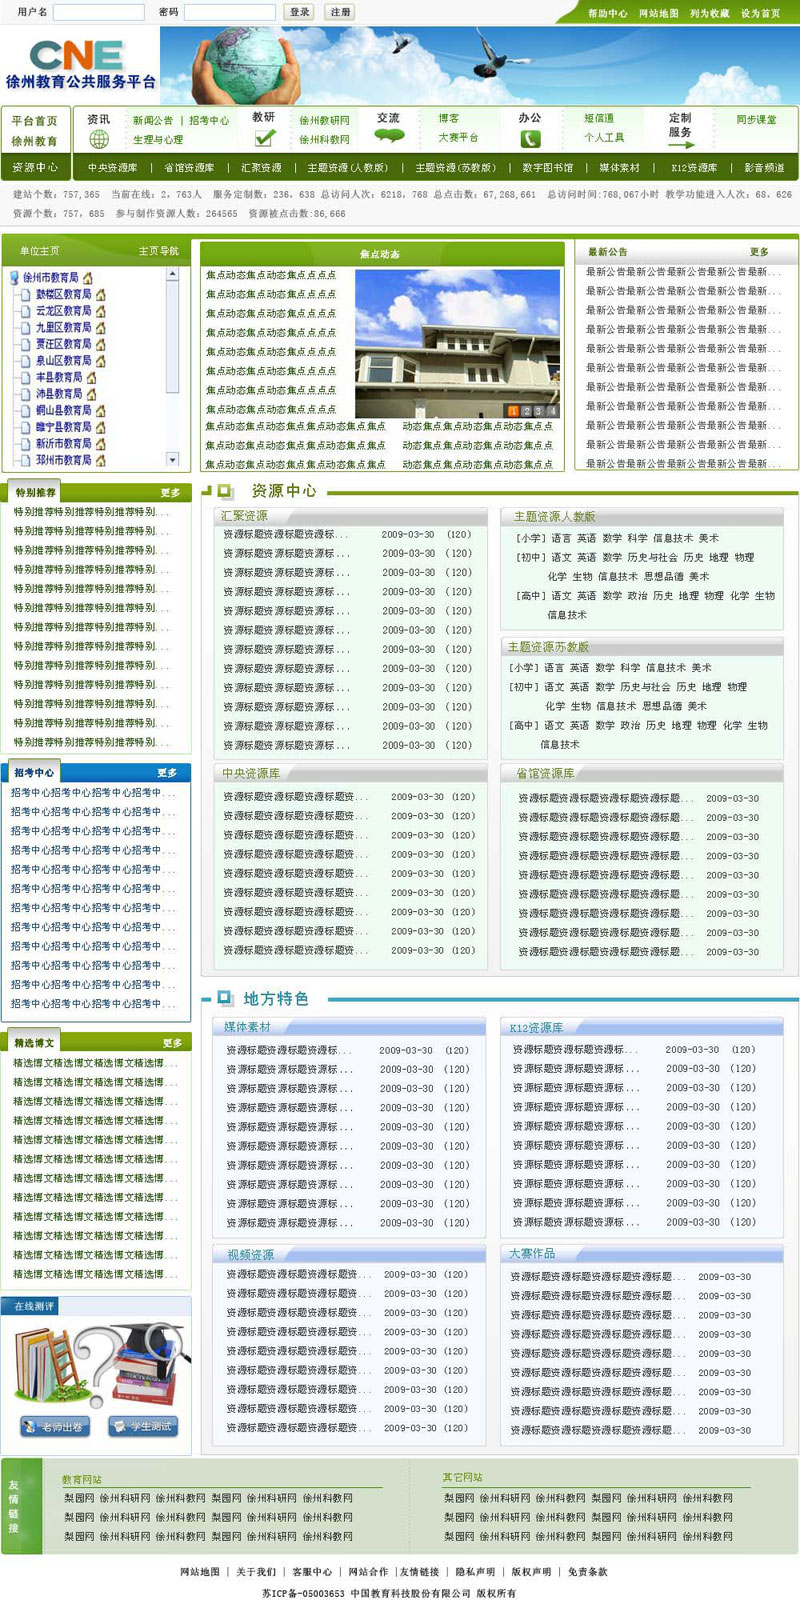 用户名 密码 登录 注册 帮助中心 网站地图 列为收藏 设为首页
CNE
徐州教育公共服务平台
平台首页 徐州教育 资源中心
资讯 新闻公告 | 招考中心 生理与心理
教研 徐州教研网 徐州科教网
交流 博客 大赛平台
办公 短信通 个人工具
定制服务 同步课堂
中央资源库 | 省馆资源库 | 汇聚资源 | 主题资源(人教版) | 主题资源(苏教版) | 数字图书馆 | 媒体素材 | K12资源库 | 影音频道
建站个数: 757,365 当前在线: 2, 763人 服务定制数: 236, 638 总访问人次: 6218, 768 总点击数: 67,268,661 总访问时间:768,067小时 教学功能进入人次: 68, 626
资源个数: 757, 685 参与制作资源人数: 264565 资源被点击数:86,666
单位主页 主页导航
徐州市教育局
鼓楼区教育局
云龙区教育局
九里区教育局
贾汪区教育局
泉山区教育局
丰县教育局
沛县教育局
铜山县教育局
睢宁县教育局
新沂市教育局
邳州市教育局
焦点动态
焦点动态焦点动态焦点点点点
焦点动态焦点动态焦点点点点
焦点动态焦点动态焦点点点点
焦点动态焦点动态焦点点点点
焦点动态焦点动态焦点点点点
焦点动态焦点动态焦点点点点
焦点动态焦点动态焦点点点点
焦点动态焦点动态焦点点点点
1 2 3 4
焦点动态焦点动态焦点动态焦点焦点 动态焦点焦点动态焦点动态焦点
焦点动态焦点动态焦点动态焦点焦点 动态焦点焦点动态焦点动态焦点
焦点动态焦点动态焦点动态焦点焦点 动态焦点焦点动态焦点动态焦点
最新公告 更多
最新公告最新公告最新公告最新公告最新...
最新公告最新公告最新公告最新公告最新...
最新公告最新公告最新公告最新公告最新...
最新公告最新公告最新公告最新公告最新...
最新公告最新公告最新公告最新公告最新...
最新公告最新公告最新公告最新公告最新...
最新公告最新公告最新公告最新公告最新...
最新公告最新公告最新公告最新公告最新...
最新公告最新公告最新公告最新公告最新...
最新公告最新公告最新公告最新公告最新...
最新公告最新公告最新公告最新公告最新...
特别推荐 更多
特别推荐特别推荐特别推荐特别...
特别推荐特别推荐特别推荐特别...
特别推荐特别推荐特别推荐特别...
特别推荐特别推荐特别推荐特别...
特别推荐特别推荐特别推荐特别...
特别推荐特别推荐特别推荐特别...
特别推荐特别推荐特别推荐特别...
特别推荐特别推荐特别推荐特别...
特别推荐特别推荐特别推荐特别...
特别推荐特别推荐特别推荐特别...
特别推荐特别推荐特别推荐特别...
特别推荐特别推荐特别推荐特别...
特别推荐特别推荐特别推荐特别...
招考中心 更多
招考中心招考中心招考中心招考中...
招考中心招考中心招考中心招考中...
招考中心招考中心招考中心招考中...
招考中心招考中心招考中心招考中...
招考中心招考中心招考中心招考中...
招考中心招考中心招考中心招考中...
招考中心招考中心招考中心招考中...
招考中心招考中心招考中心招考中...
招考中心招考中心招考中心招考中...
招考中心招考中心招考中心招考中...
招考中心招考中心招考中心招考中...
招考中心招考中心招考中心招考中...
精选博文 更多
精选博文精选博文精选博文精选博...
精选博文精选博文精选博文精选博...
精选博文精选博文精选博文精选博...
精选博文精选博文精选博文精选博...
精选博文精选博文精选博文精选博...
精选博文精选博文精选博文精选博...
精选博文精选博文精选博文精选博...
精选博文精选博文精选博文精选博...
精选博文精选博文精选博文精选博...
精选博文精选博文精选博文精选博...
精选博文精选博文精选博文精选博...
精选博文精选博文精选博文精选博...
在线测评
老师出卷 学生测试
资源中心
汇聚资源
资源标题资源标题资源标... 2009-03-30 (120)
资源标题资源标题资源标... 2009-03-30 (120)
资源标题资源标题资源标... 2009-03-30 (120)
资源标题资源标题资源标... 2009-03-30 (120)
资源标题资源标题资源标... 2009-03-30 (120)
资源标题资源标题资源标... 2009-03-30 (120)
资源标题资源标题资源标... 2009-03-30 (120)
资源标题资源标题资源标... 2009-03-30 (120)
资源标题资源标题资源标... 2009-03-30 (120)
资源标题资源标题资源标... 2009-03-30 (120)
资源标题资源标题资源标... 2009-03-30 (120)
资源标题资源标题资源标... 2009-03-30 (120)
主题资源人教版
[小学] 语言 英语 数学 科学 信息技术 美术
[初中] 语文 英语 数学 历史与社会 历史 地理 物理
化学 生物 信息技术 思想品德 美术
[高中] 语文 英语 数学 政治 历史 地理 物理 化学 生物
信息技术
主题资源苏教版
[小学] 语言 英语 数学 科学 信息技术 美术
[初中] 语文 英语 数学 历史与社会 历史 地理 物理
化学 生物 信息技术 思想品德 美术
[高中] 语文 英语 数学 政治 历史 地理 物理 化学 生物
信息技术
中央资源库
资源标题资源标题资源标题资... 2009-03-30 (120)
资源标题资源标题资源标题资... 2009-03-30 (120)
资源标题资源标题资源标题资... 2009-03-30 (120)
资源标题资源标题资源标题资... 2009-03-30 (120)
资源标题资源标题资源标题资... 2009-03-30 (120)
资源标题资源标题资源标题资... 2009-03-30 (120)
资源标题资源标题资源标题资... 2009-03-30 (120)
资源标题资源标题资源标题资... 2009-03-30 (120)
资源标题资源标题资源标题资... 2009-03-30 (120)
省馆资源库
资源标题资源标题资源标题资源标题... 2009-03-30
资源标题资源标题资源标题资源标题... 2009-03-30
资源标题资源标题资源标题资源标题... 2009-03-30
资源标题资源标题资源标题资源标题... 2009-03-30
资源标题资源标题资源标题资源标题... 2009-03-30
资源标题资源标题资源标题资源标题... 2009-03-30
资源标题资源标题资源标题资源标题... 2009-03-30
资源标题资源标题资源标题资源标题... 2009-03-30
资源标题资源标题资源标题资源标题... 2009-03-30
地方特色
媒体素材
资源标题资源标题资源标... 2009-03-30 (120)
资源标题资源标题资源标... 2009-03-30 (120)
资源标题资源标题资源标... 2009-03-30 (120)
资源标题资源标题资源标... 2009-03-30 (120)
资源标题资源标题资源标... 2009-03-30 (120)
资源标题资源标题资源标... 2009-03-30 (120)
资源标题资源标题资源标... 2009-03-30 (120)
资源标题资源标题资源标... 2009-03-30 (120)
资源标题资源标题资源标... 2009-03-30 (120)
资源标题资源标题资源标... 2009-03-30 (120)
K12资源库
资源标题资源标题资源标... 2009-03-30 (120)
资源标题资源标题资源标... 2009-03-30 (120)
资源标题资源标题资源标... 2009-03-30 (120)
资源标题资源标题资源标... 2009-03-30 (120)
资源标题资源标题资源标... 2009-03-30 (120)
资源标题资源标题资源标... 2009-03-30 (120)
资源标题资源标题资源标... 2009-03-30 (120)
资源标题资源标题资源标... 2009-03-30 (120)
资源标题资源标题资源标... 2009-03-30 (120)
资源标题资源标题资源标... 2009-03-30 (120)
视频资源
资源标题资源标题资源标题资... 2009-03-30 (120)
资源标题资源标题资源标题资... 2009-03-30 (120)
资源标题资源标题资源标题资... 2009-03-30 (120)
资源标题资源标题资源标题资... 2009-03-30 (120)
资源标题资源标题资源标题资... 2009-03-30 (120)
资源标题资源标题资源标题资... 2009-03-30 (120)
资源标题资源标题资源标题资... 2009-03-30 (120)
资源标题资源标题资源标题资... 2009-03-30 (120)
资源标题资源标题资源标题资... 2009-03-30 (120)
大赛作品
资源标题资源标题资源标题资源标题... 2009-03-30
资源标题资源标题资源标题资源标题... 2009-03-30
资源标题资源标题资源标题资源标题... 2009-03-30
资源标题资源标题资源标题资源标题... 2009-03-30
资源标题资源标题资源标题资源标题... 2009-03-30
资源标题资源标题资源标题资源标题... 2009-03-30
资源标题资源标题资源标题资源标题... 2009-03-30
资源标题资源标题资源标题资源标题... 2009-03-30
资源标题资源标题资源标题资源标题... 2009-03-30
友情链接
教育网站
梨园网 徐州科研网 徐州科教网 梨园网 徐州科研网 徐州科教网
梨园网 徐州科研网 徐州科教网 梨园网 徐州科研网 徐州科教网
梨园网 徐州科研网 徐州科教网 梨园网 徐州科研网 徐州科教网
其它网站
梨园网 徐州科研网 徐州科教网 梨园网 徐州科研网 徐州科教网
梨园网 徐州科研网 徐州科教网 梨园网 徐州科研网 徐州科教网
梨园网 徐州科研网 徐州科教网 梨园网 徐州科研网 徐州科教网
网站地图 | 关于我们 | 客服中心 | 网站合作 |友情链接 | 隐私声明 | 版权声明 | 免责条款
苏ICP备-05003653 中国教育科技股份有限公司 版权所有